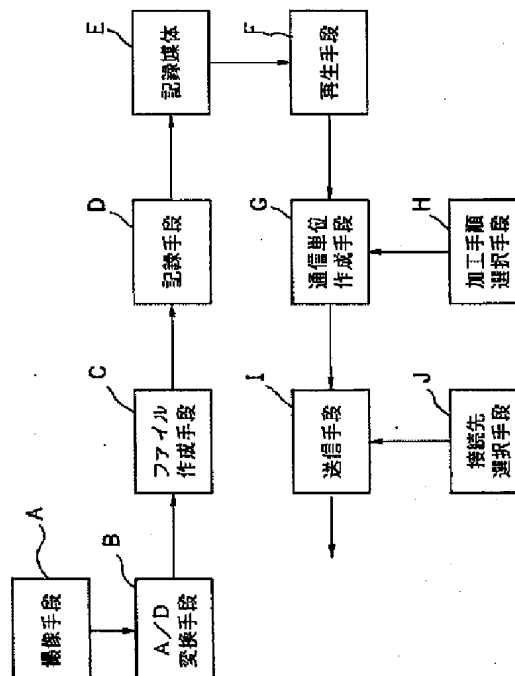 A
撮像手段
B
A/D
変換手段
C
ファイル
作成手段
D
記録手段
E
記録媒体
F
再生手段
G
通信単位
作成手段
H
加工手順
選択手段
I
送信手段
J
接続先
選択手段